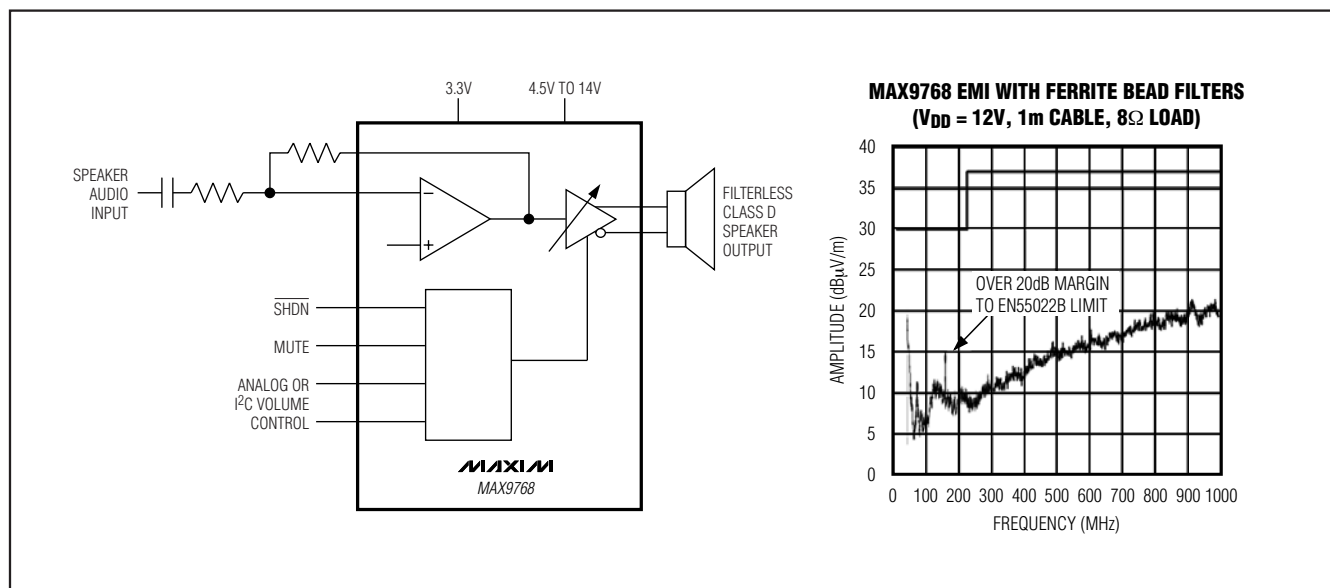 3.3V
4.5V TO 14V
SPEAKER
AUDIO
INPUT
−
+
FILTERLESS
CLASS D
SPEAKER
OUTPUT
SHDN
MUTE
ANALOG OR
I²C VOLUME
CONTROL
MAXIM
MAX9768
MAX9768 EMI WITH FERRITE BEAD FILTERS
(VDD = 12V, 1m CABLE, 8Ω LOAD)
40
35
30
25
20
15
10
5
0
AMPLITUDE (dBµV/m)
OVER 20dB MARGIN
TO EN55022B LIMIT
0 100 200 300 400 500 600 700 800 900 1000
FREQUENCY (MHz)